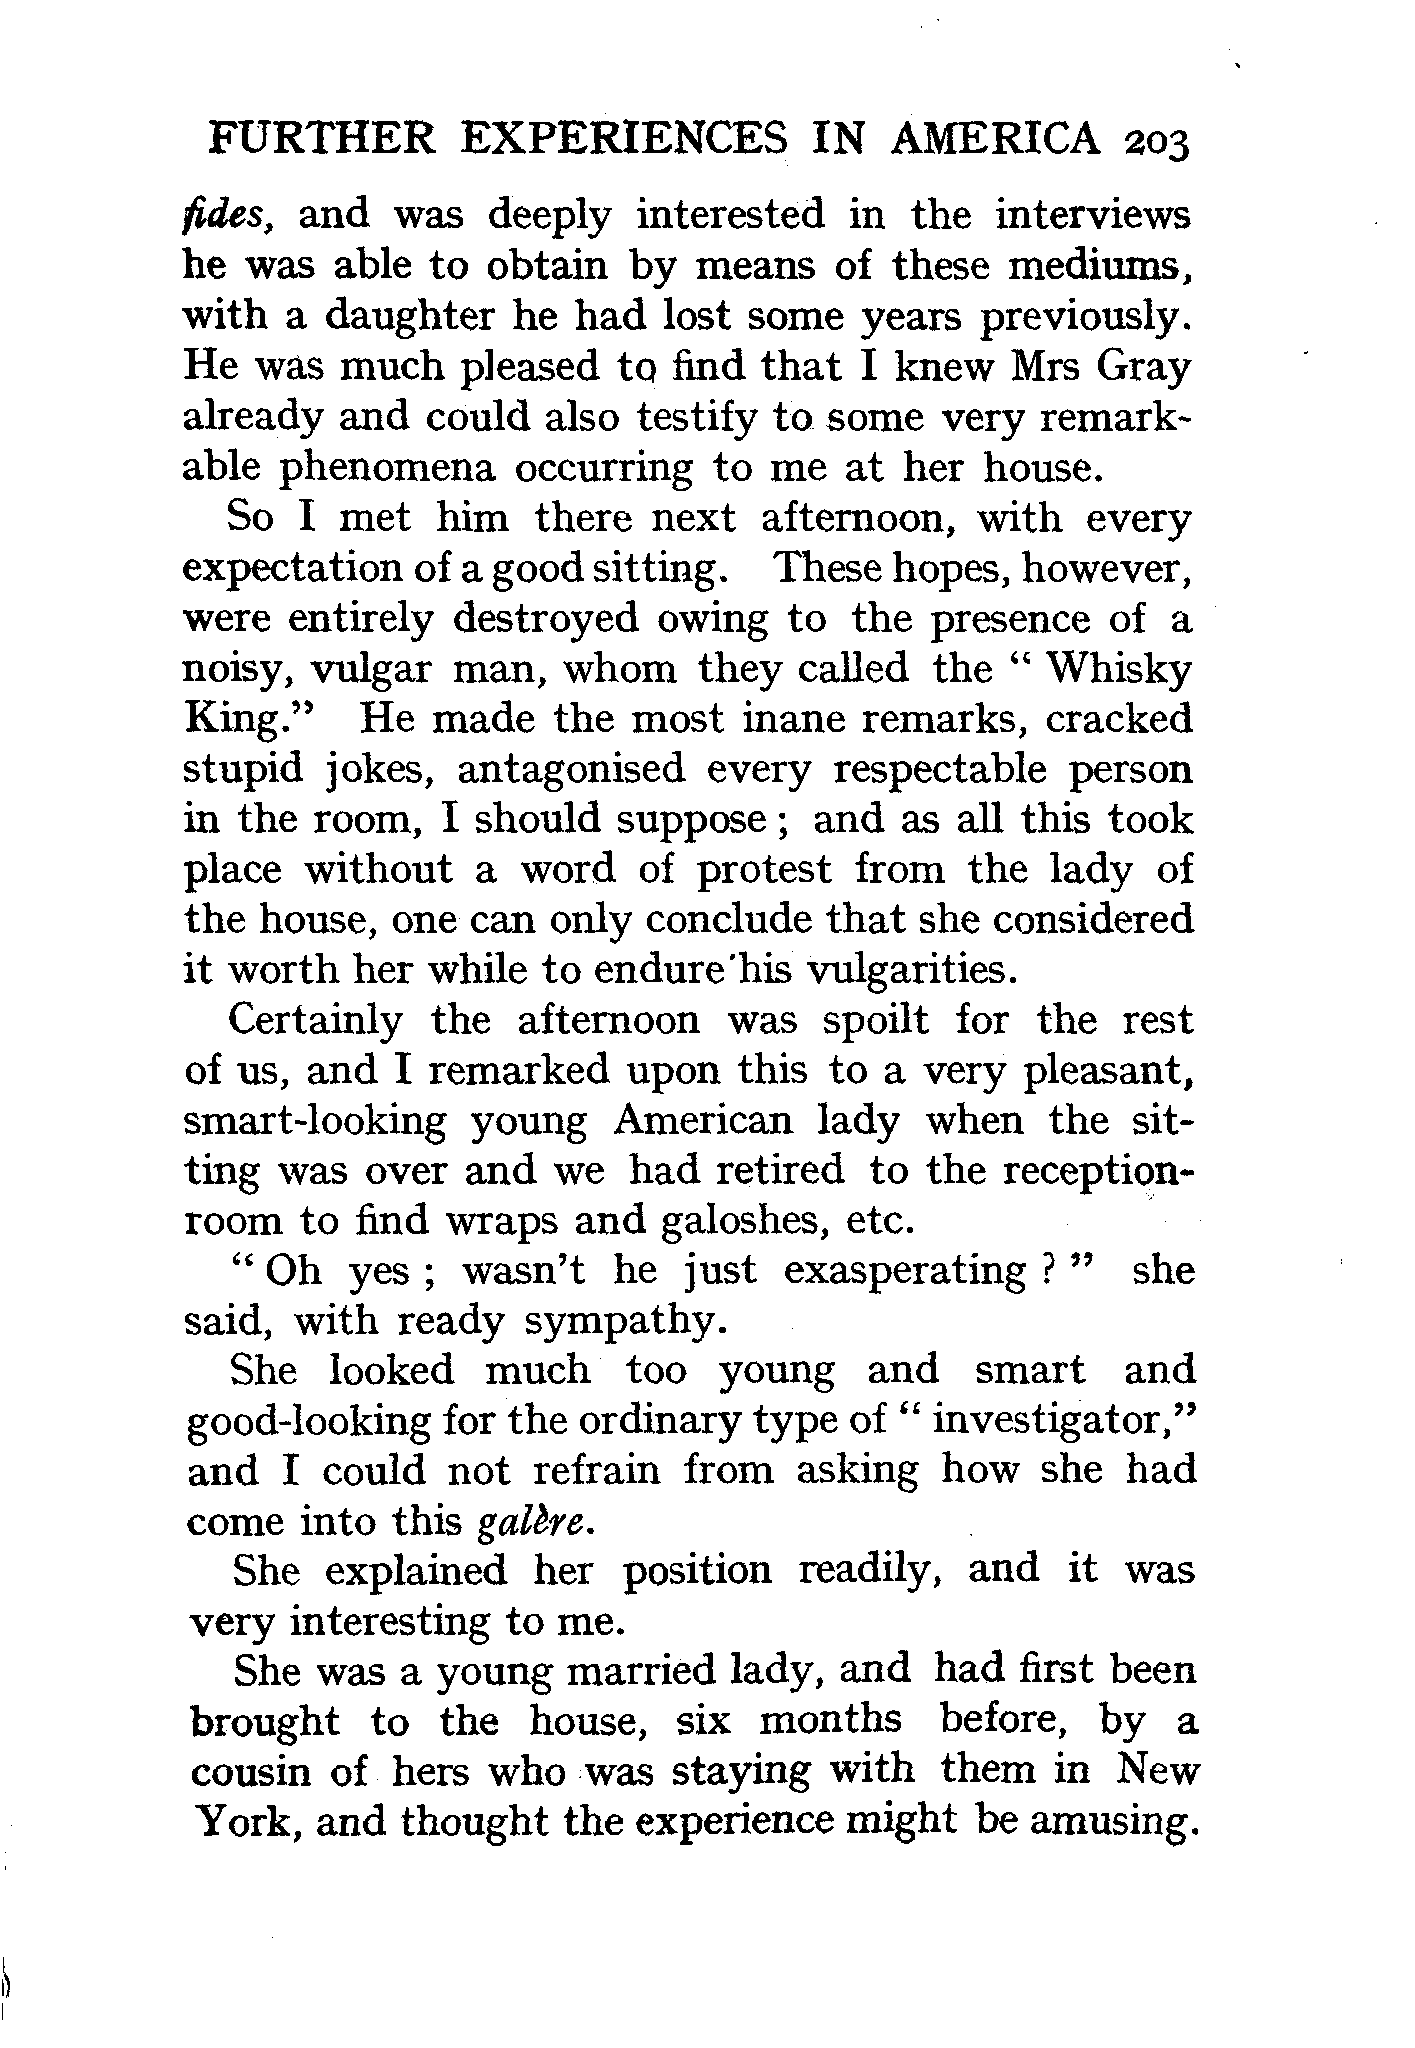 FURTHER EXPERIENCES IN AMERICA 203
fides, and was deeply interested in the interviews
he was able to obtain by means of these mediums,
with a daughter he had lost some years previously.
He was much pleased to find that I knew Mrs Gray
already and could also testify to some very remark-
able phenomena occurring to me at her house.
So I met him there next afternoon, with every
expectation of a good sitting. These hopes, however,
were entirely destroyed owing to the presence of a
noisy, vulgar man, whom they called the “ Whisky
King.” He made the most inane remarks, cracked
stupid jokes, antagonised every respectable person
in the room, I should suppose ; and as all this took
place without a word of protest from the lady of
the house, one can only conclude that she considered
it worth her while to endure his vulgarities.
Certainly the afternoon was spoilt for the rest
of us, and I remarked upon this to a very pleasant,
smart-looking young American lady when the sit-
ting was over and we had retired to the reception-
room to find wraps and galoshes, etc.
“ Oh yes ; wasn’t he just exasperating ? ” she
said, with ready sympathy.
She looked much too young and smart and
good-looking for the ordinary type of “ investigator,”
and I could not refrain from asking how she had
come into this galère.
She explained her position readily, and it was
very interesting to me.
She was a young married lady, and had first been
brought to the house, six months before, by a
cousin of hers who was staying with them in New
York, and thought the experience might be amusing.